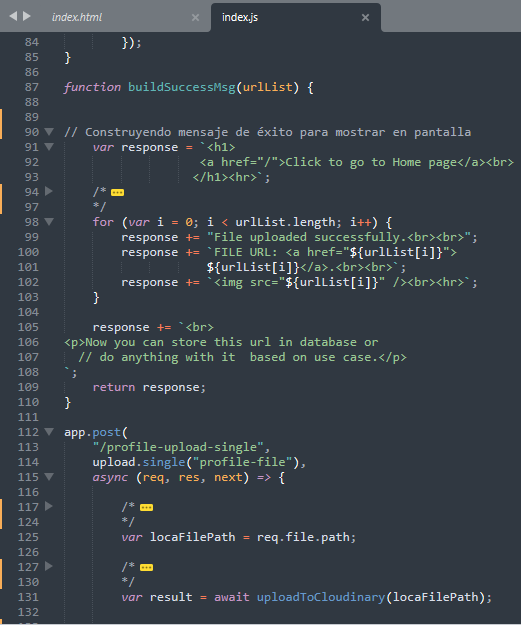 index.html × index.js ×
84 });
85 }
86
87 function buildSuccessMsg(urlList) {
88
89
90 // Construyendo mensaje de éxito para mostrar en pantalla
91 var response = `<h1>
92 <a href="/">Click to go to Home page</a><br>
93 </h1><hr>`;
94 /* ...
97 */
98 for (var i = 0; i < urlList.length; i++) {
99 response += "File uploaded successfully.<br><br>";
100 response += `FILE URL: <a href="${urlList[i]}">
101 ${urlList[i]}</a>.<br><br>`;
102 response += `<img src="${urlList[i]}" /><br><hr>`;
103 }
104
105 response += `<br>
106 <p>Now you can store this url in database or
107 // do anything with it  based on use case.</p>
108 `;
109 return response;
110 }
111
112 app.post(
113 "/profile-upload-single",
114 upload.single("profile-file"),
115 async (req, res, next) => {
116
117 /* ...
124 */
125 var locaFilePath = req.file.path;
126
127 /* ...
130 */
131 var result = await uploadToCloudinary(locaFilePath);
132